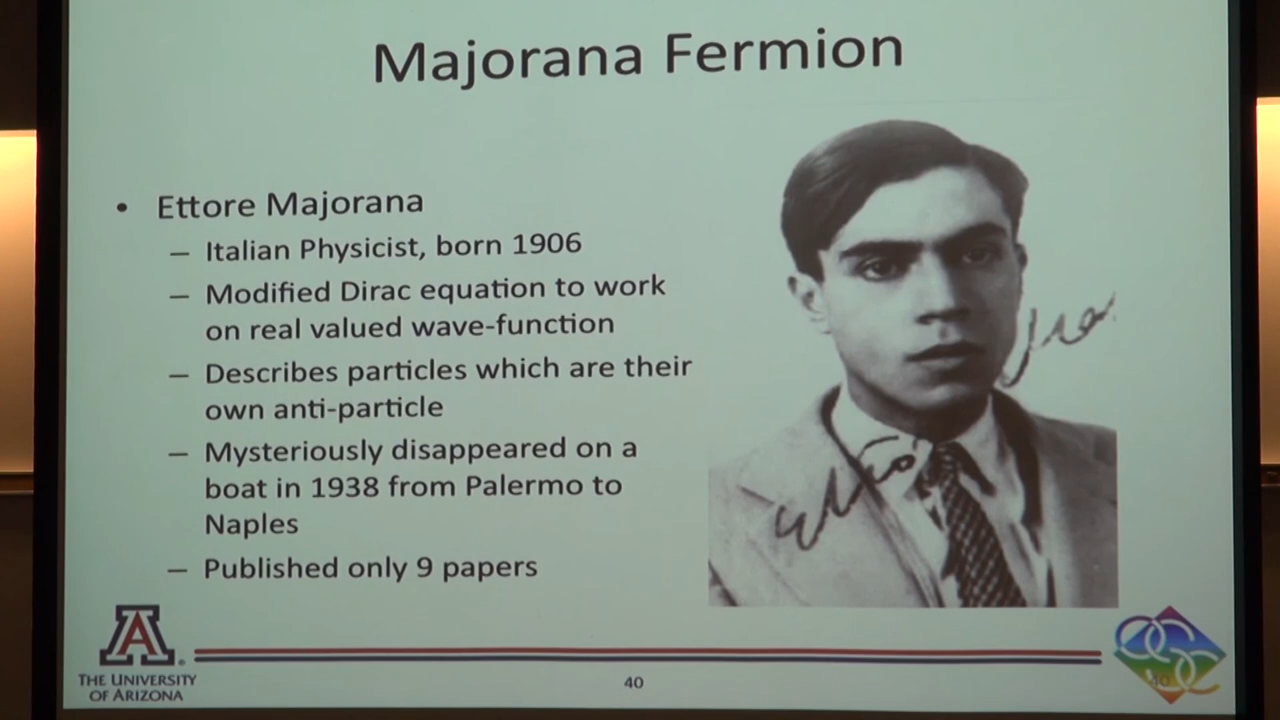 Majorana Fermion
• Ettore Majorana
– Italian Physicist, born 1906
– Modified Dirac equation to work
on real valued wave-function
– Describes particles which are their
own anti-particle
– Mysteriously disappeared on a
boat in 1938 from Palermo to
Naples
– Published only 9 papers
A
THE UNIVERSITY
OF ARIZONA
40